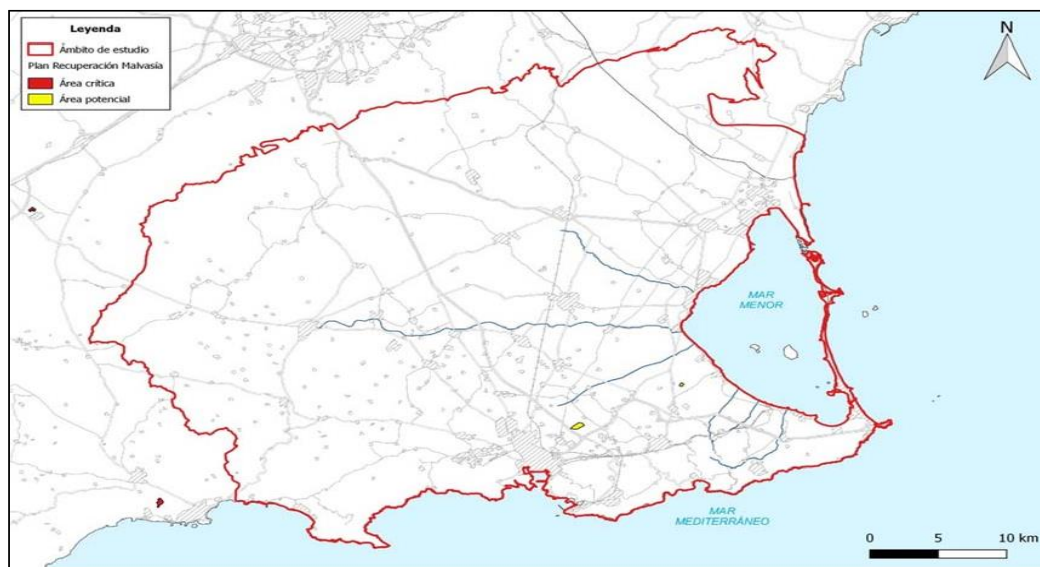 Leyenda
Ámbito de estudio
Plan Recuperación Malvasía
Área crítica
Área potencial
N
MAR
MENOR
MAR
MEDITERRÁNEO
0 5 10 km